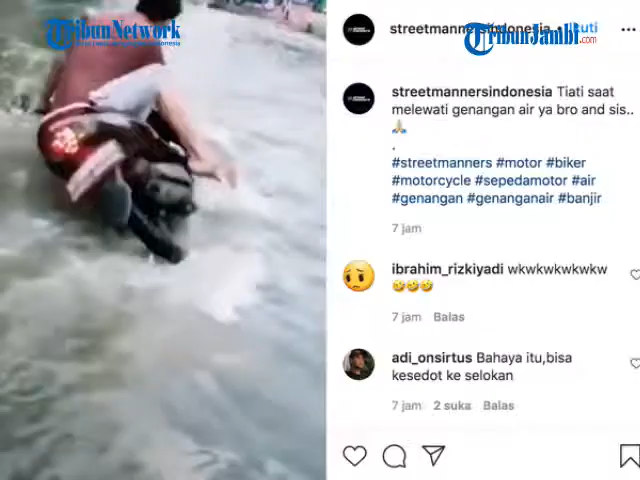 Tribun Network
streetmannersindonesia
TribunJambi.com
streetmannersindonesia Tiati saat
melewati genangan air ya bro and sis..
🙏
.
#streetmanners #motor #biker
#motorcycle #sepedamotor #air
#genangan #genanganair #banjir
7 jam
ibrahim_rizkiyadi wkwkwkwkwkw
🤣🤣🤣
7 jam Balas
adi_onsirtus Bahaya itu,bisa
kesedot ke selokan
7 jam 2 suka Balas